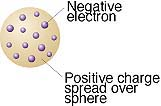 Negative
electron
Positive charge
spread over
sphere